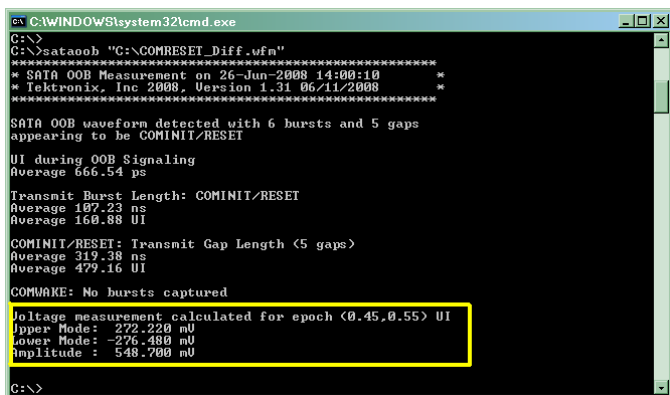 C:\WINDOWS\system32\cmd.exe
C:\>
C:\>sataoob "C:\COMRESET_Diff.wfm"
*****************************************************
* SATA OOB Measurement on 26-Jun-2008 14:00:10 *
* Tektronix, Inc 2008, Version 1.31 06/11/2008 *
*****************************************************
SATA OOB waveform detected with 6 bursts and 5 gaps
appearing to be COMINIT/RESET
UI during OOB Signaling
Average 666.54 ps
Transmit Burst Length: COMINIT/RESET
Average 107.23 ns
Average 160.88 UI
COMINIT/RESET: Transmit Gap Length (5 gaps)
Average 319.38 ns
Average 479.16 UI
COMWAKE: No bursts captured
Voltage measurement calculated for epoch (0.45,0.55) UI
Upper Mode: 272.220 mV
Lower Mode: -276.480 mV
Amplitude : 548.700 mV
C:\>